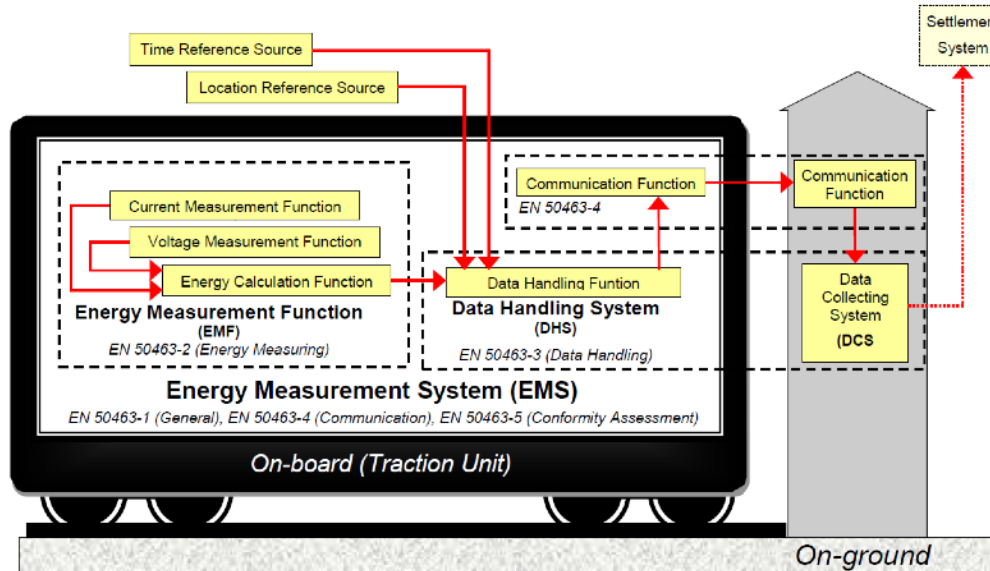 Time Reference Source
Location Reference Source
Settlemen
System
Current Measurement Function
Voltage Measurement Function
Energy Calculation Function
Energy Measurement Function
(EMF)
EN 50463-2 (Energy Measuring)
Communication Function
EN 50463-4
Data Handling Funtion
Data Handling System
(DHS)
EN 50463-3 (Data Handling)
Communication
Function
Data
Collecting
System
(DCS
Energy Measurement System (EMS)
EN 50463-1 (General), EN 50463-4 (Communication), EN 50463-5 (Conformity Assessment)
On-board (Traction Unit)
On-ground